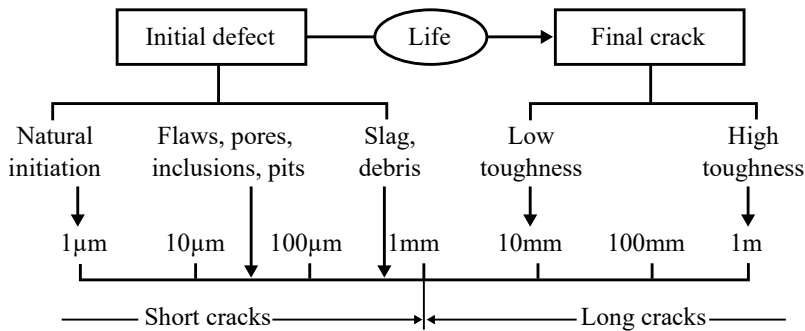 Initial defect
Life
Final crack
Natural
initiation
Flaws, pores,
inclusions, pits
Slag,
debris
Low
toughness
High
toughness
1µm
10µm
100µm
1mm
10mm
100mm
1m
Short cracks
Long cracks